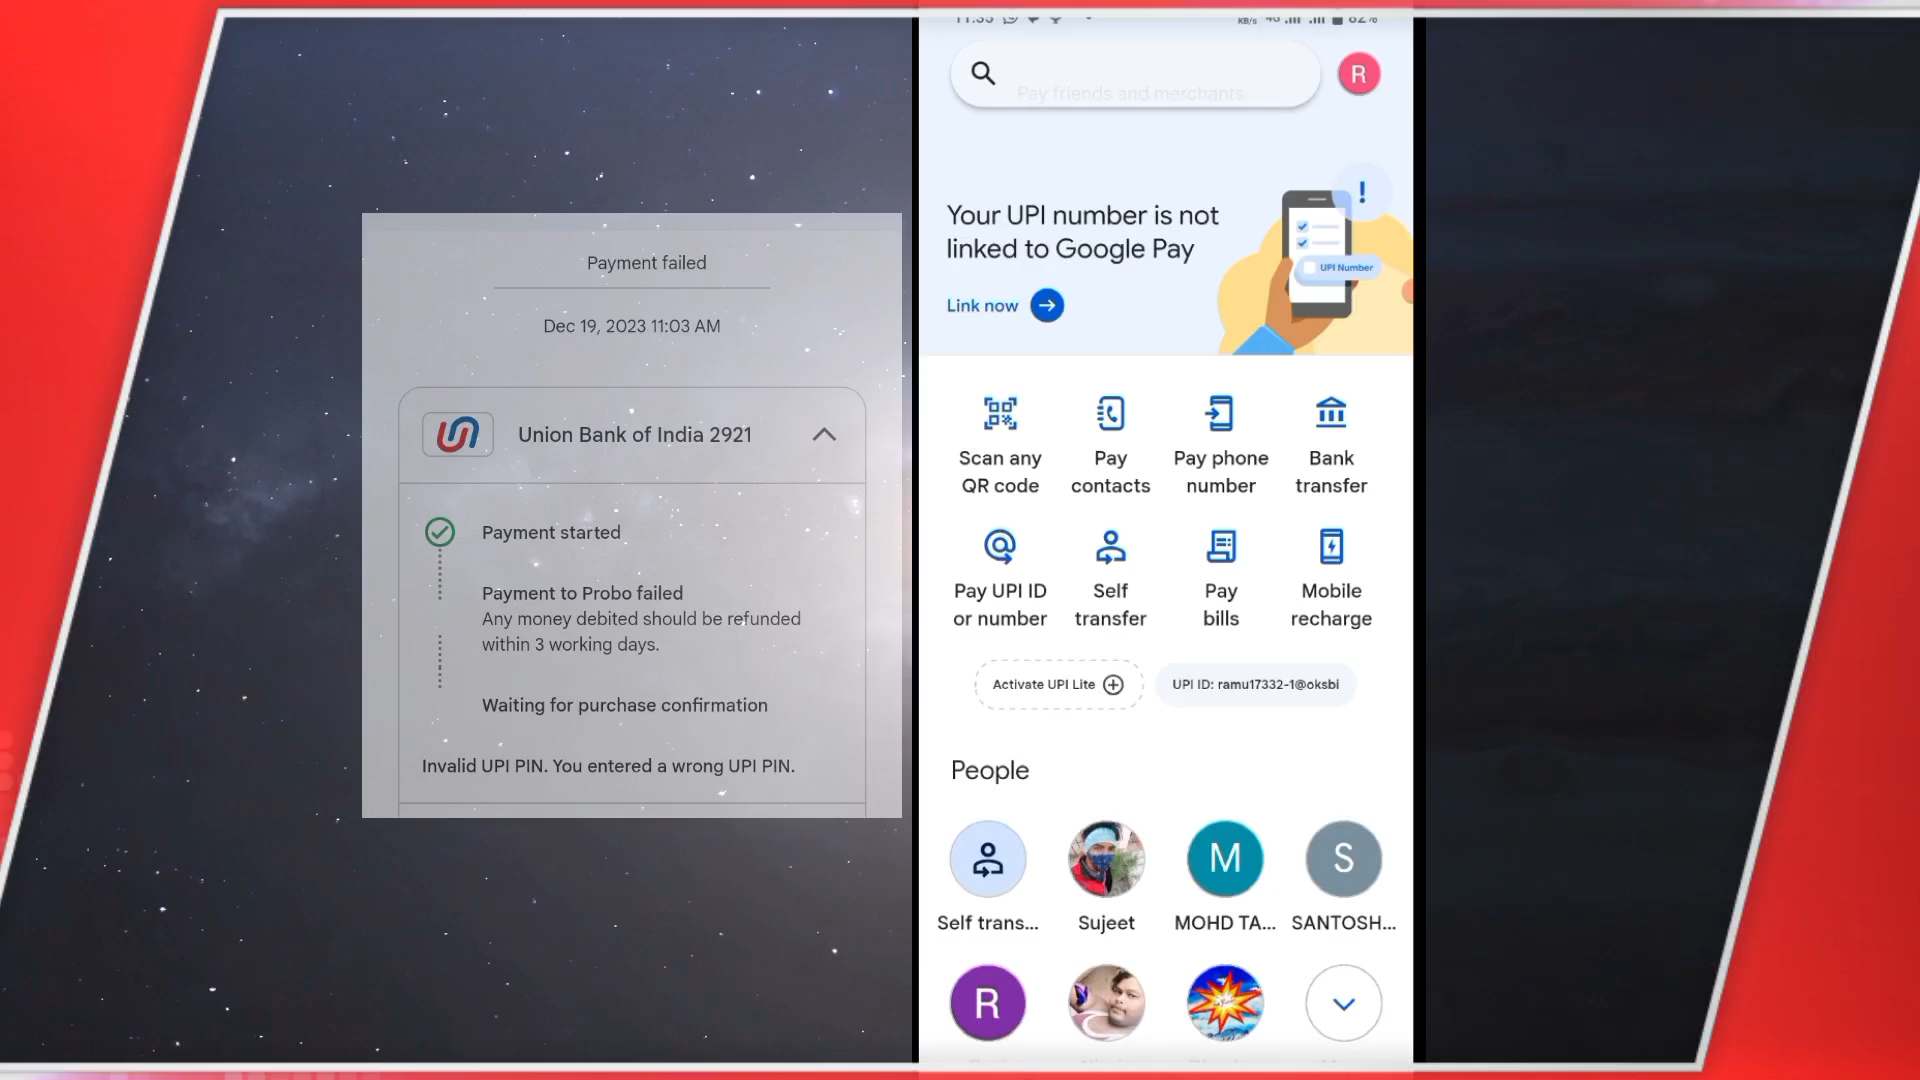 Payment failed
Dec 19, 2023 11:03 AM
Union Bank of India 2921
Payment started
Payment to Probo failed
Any money debited should be refunded
within 3 working days.
Waiting for purchase confirmation
Invalid UPI PIN. You entered a wrong UPI PIN.
11:35
KB/s 4G 82%
Pay friends and merchants
R
Your UPI number is not
linked to Google Pay
!
UPI Number
Link now
Scan any
QR code
Pay
contacts
Pay phone
number
Bank
transfer
Pay UPI ID
or number
Self
transfer
Pay
bills
Mobile
recharge
Activate UPI Lite
UPI ID: ramu17332-1@oksbi
People
M
S
Self trans...
Sujeet
MOHD TA...
SANTOSH...
R